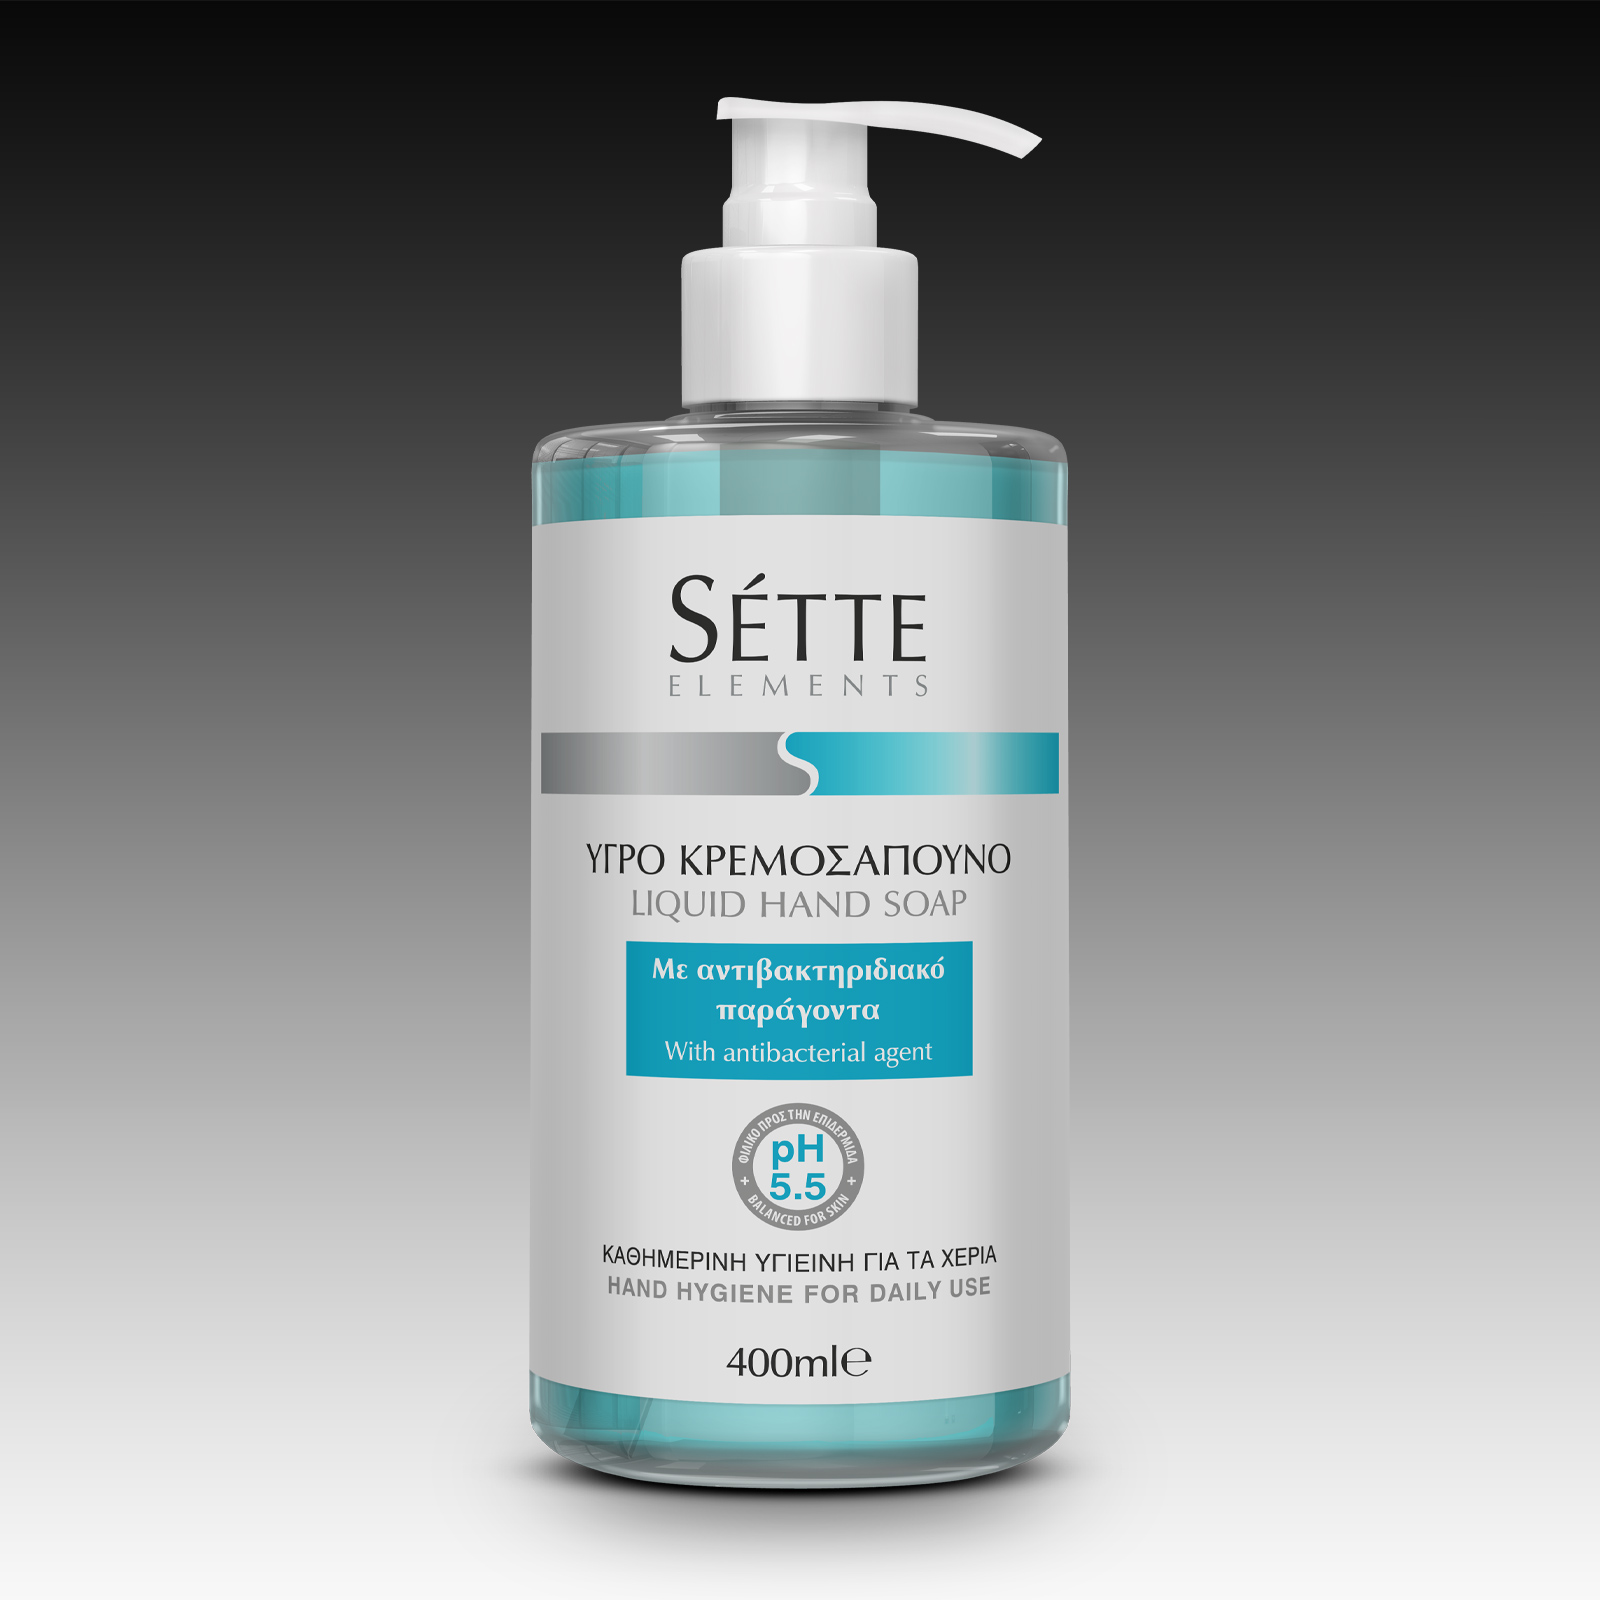 SÉTTE
ELEMENTS
ΥΓΡΟ ΚΡΕΜΟΣΑΠΟΥΝΟ
LIQUID HAND SOAP
Με αντιβακτηριδιακό
παράγοντα
With antibacterial agent
ΦΙΛΙΚΟ ΠΡΟΣ ΤΗΝ ΕΠΙΔΕΡΜΙΔΑ
pH
5.5
+ BALANCED FOR SKIN +
ΚΑΘΗΜΕΡΙΝΗ ΥΓΙΕΙΝΗ ΓΙΑ ΤΑ ΧΕΡΙΑ
HAND HYGIENE FOR DAILY USE
400ml℮